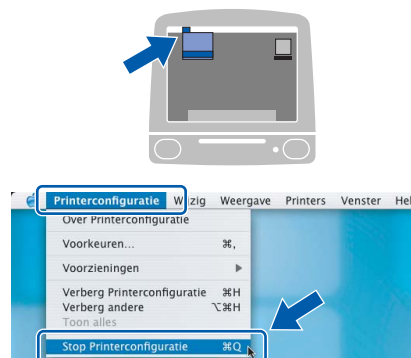 Printerconfiguratie Wijzig Weergave Printers Venster Hel
Over Printerconfiguratie
Voorkeuren... ⌘,
Voorzieningen ▶
Verberg Printerconfiguratie ⌘H
Verberg andere ⌥⌘H
Toon alles
Stop Printerconfiguratie ⌘Q